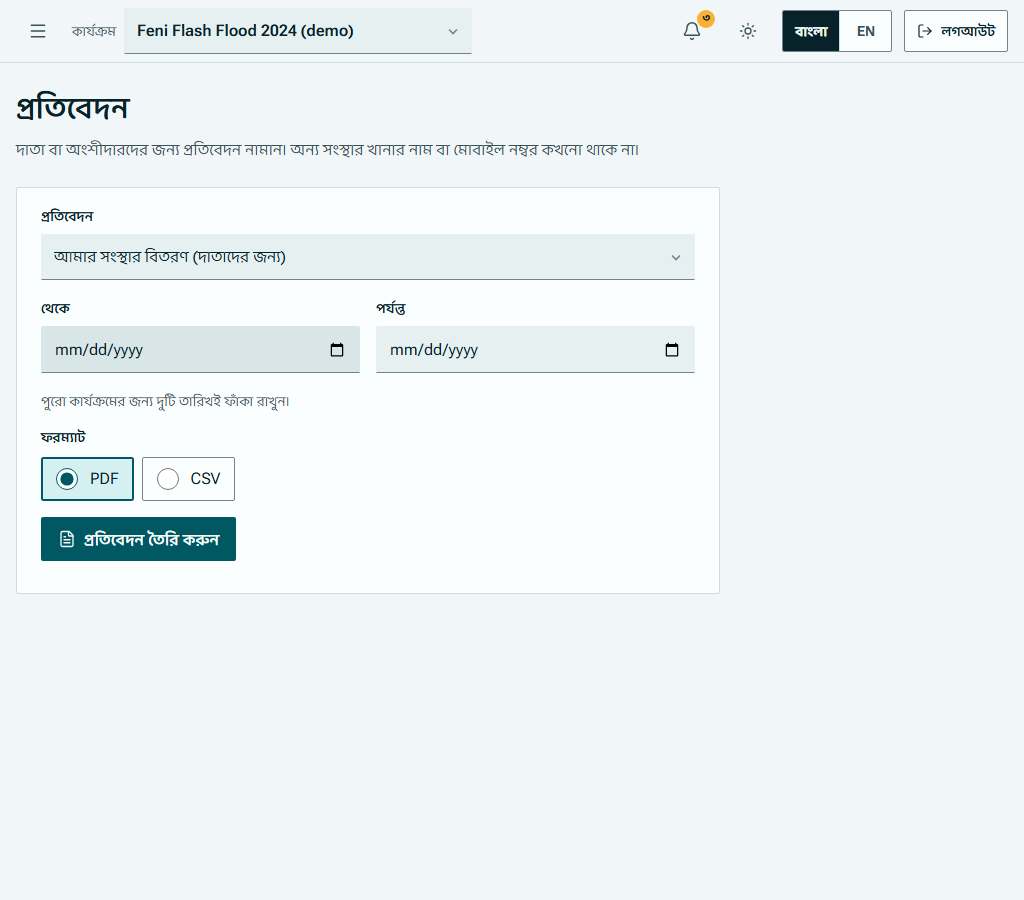 কার্যক্রম Feni Flash Flood 2024 (demo) ৩ বাংলা EN লগআউট
প্রতিবেদন
দাতা বা অংশীদারদের জন্য প্রতিবেদন নামান। অন্য সংস্থার খানার নাম বা মোবাইল নম্বর কখনো থাকে না।
প্রতিবেদন
আমার সংস্থার বিতরণ (দাতাদের জন্য)
থেকে পর্যন্ত
mm/dd/yyyy mm/dd/yyyy
পুরো কার্যক্রমের জন্য দুটি তারিখই ফাঁকা রাখুন।
ফরম্যাট
PDF CSV
প্রতিবেদন তৈরি করুন